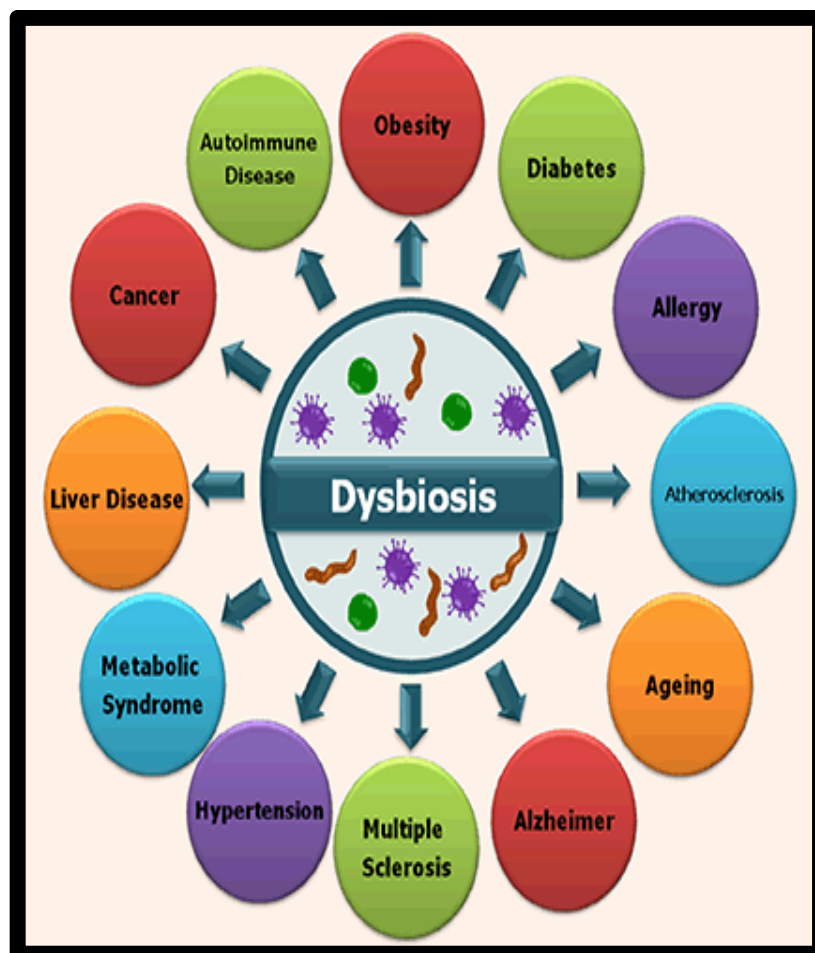 Obesity
Autoimmune
Disease
Diabetes
Cancer
Allergy
Liver Disease
Dysbiosis
Atherosclerosis
Metabolic
Syndrome
Ageing
Hypertension
Multiple
Sclerosis
Alzheimer